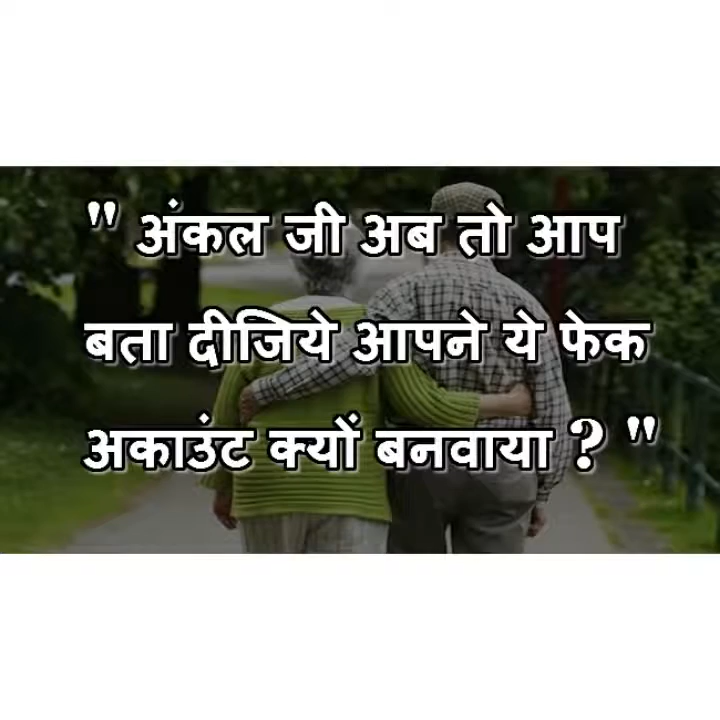 " अंकल जी अब तो आप
बता दीजिये आपने ये फेक
अकाउंट क्यों बनवाया ? "